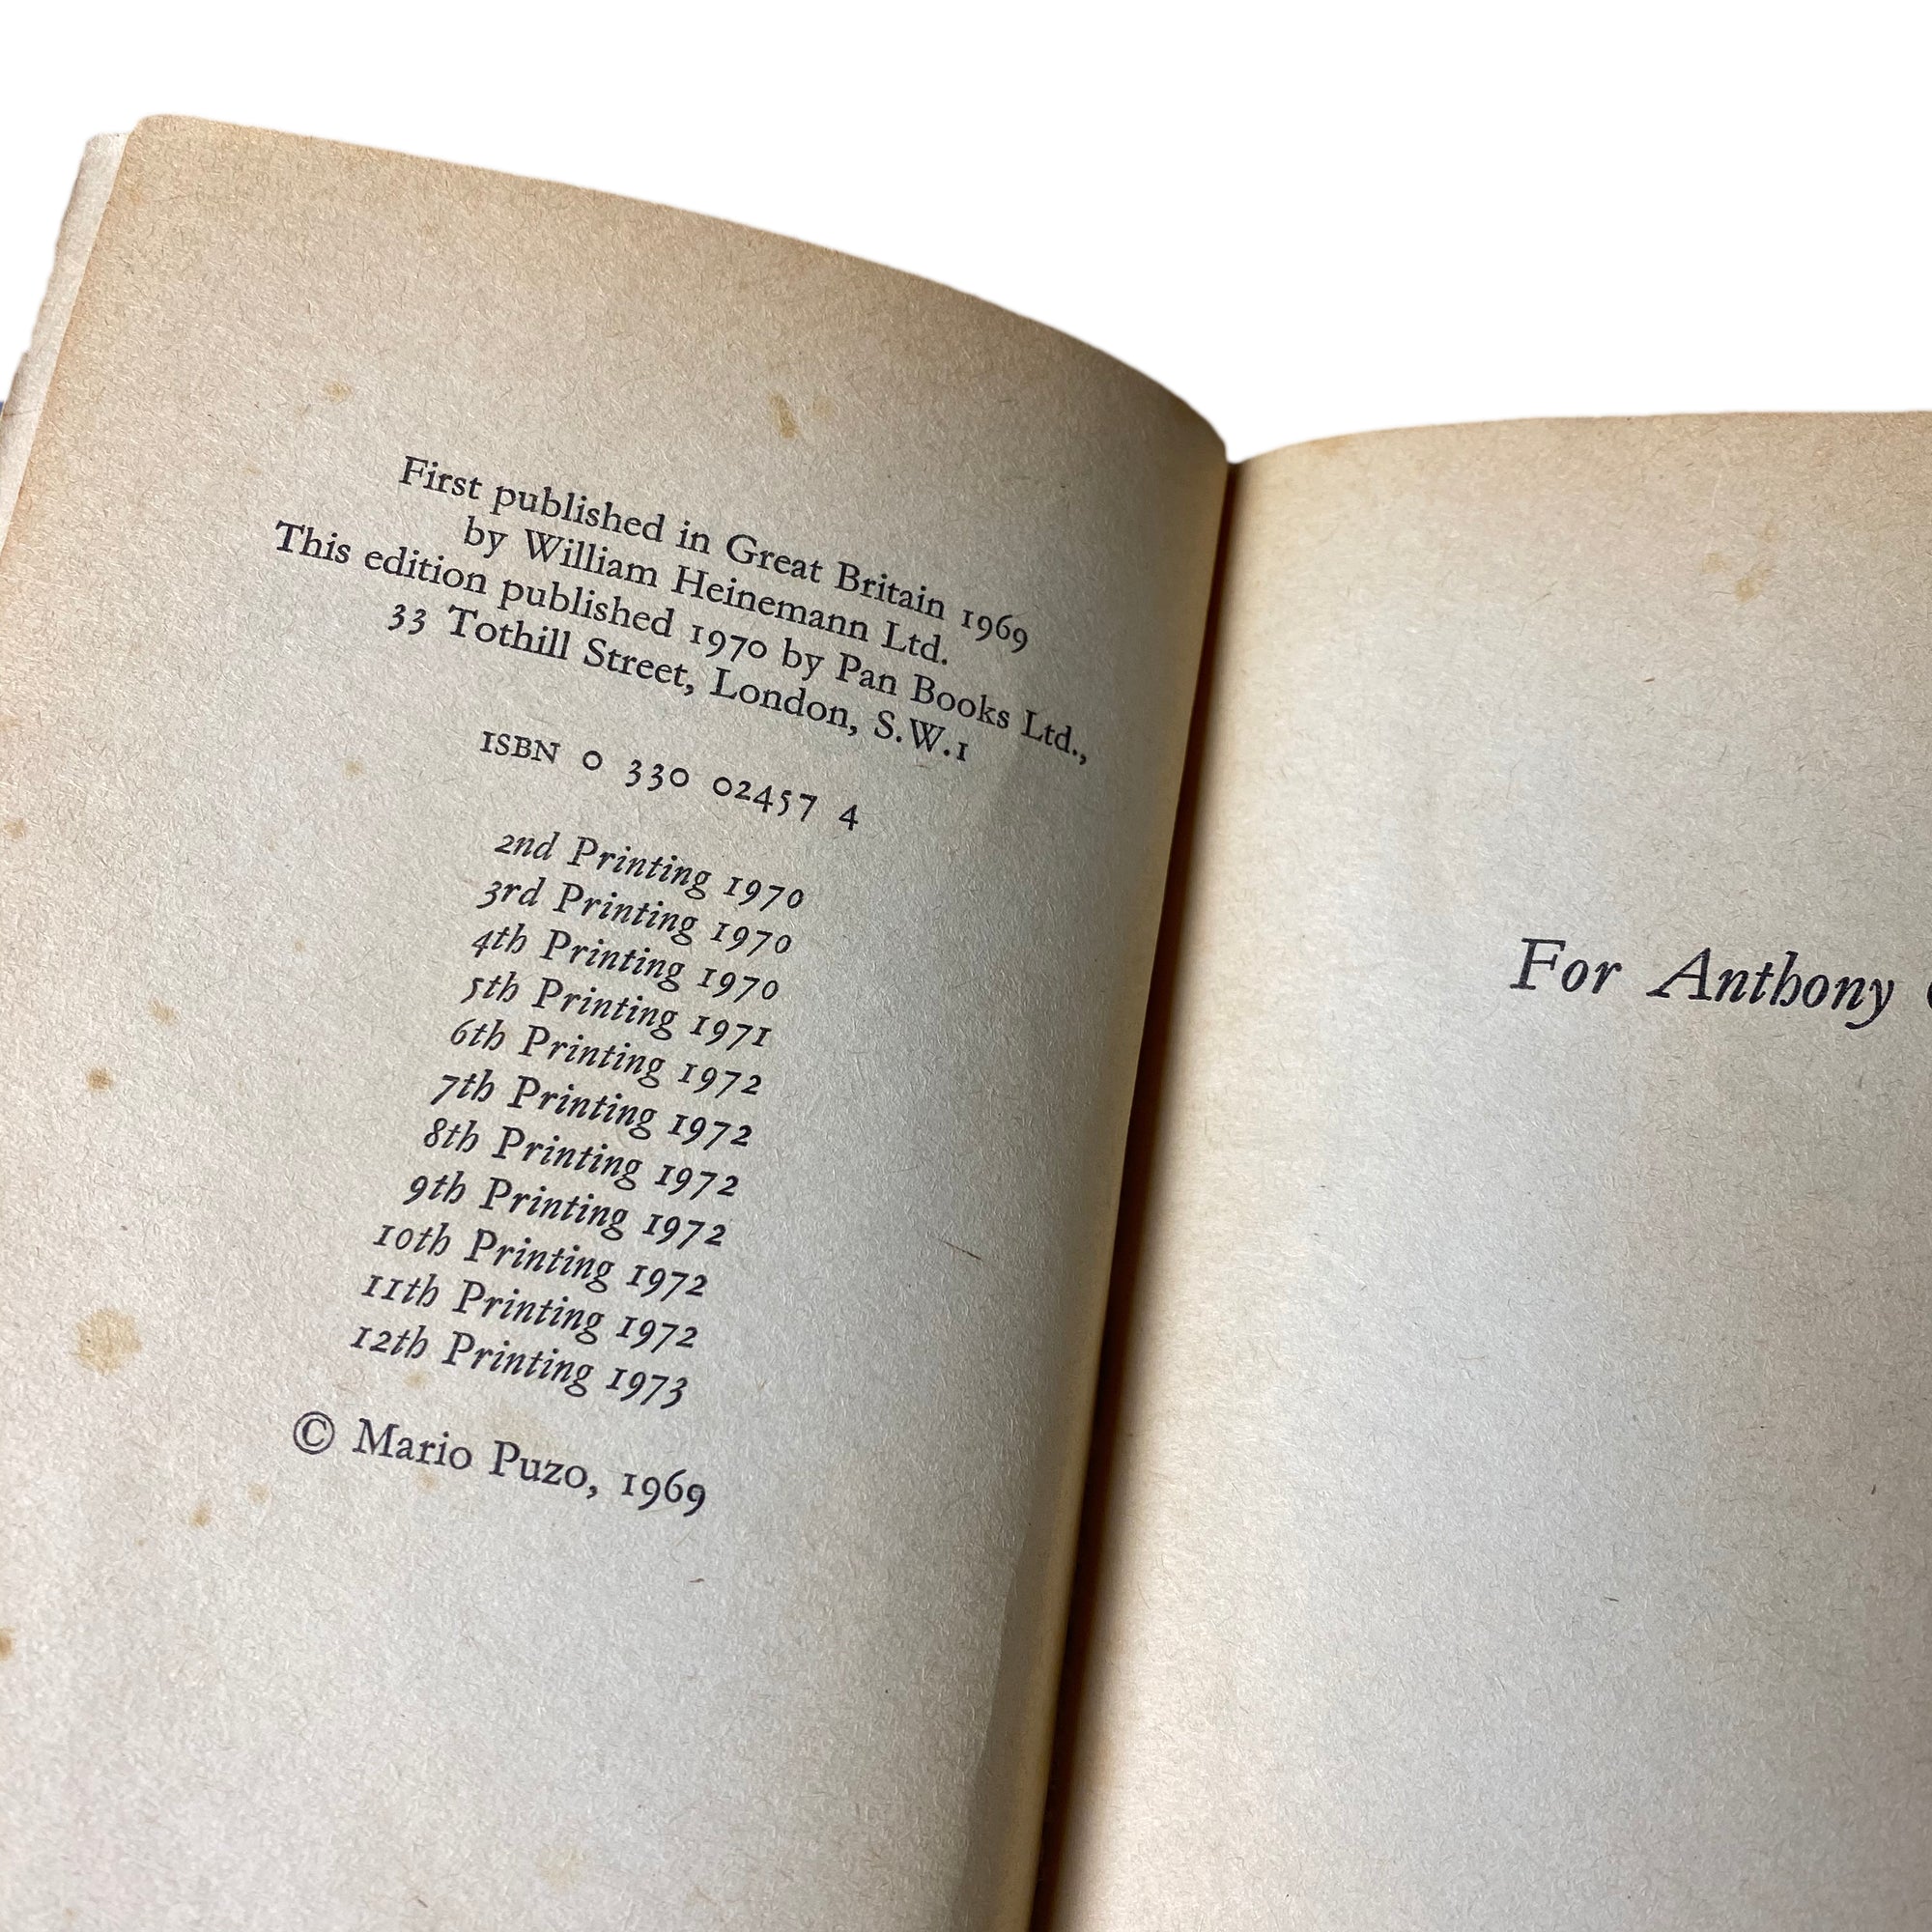 First published in Great Britain 1969
by William Heinemann Ltd.
This edition published 1970 by Pan Books Ltd.,
33 Tothill Street, London, S.W.1
ISBN 0 330 02457 4
2nd Printing 1970
3rd Printing 1970
4th Printing 1970
5th Printing 1971
6th Printing 1972
7th Printing 1972
8th Printing 1972
9th Printing 1972
10th Printing 1972
11th Printing 1972
12th Printing 1973
© Mario Puzo, 1969
For Anthony